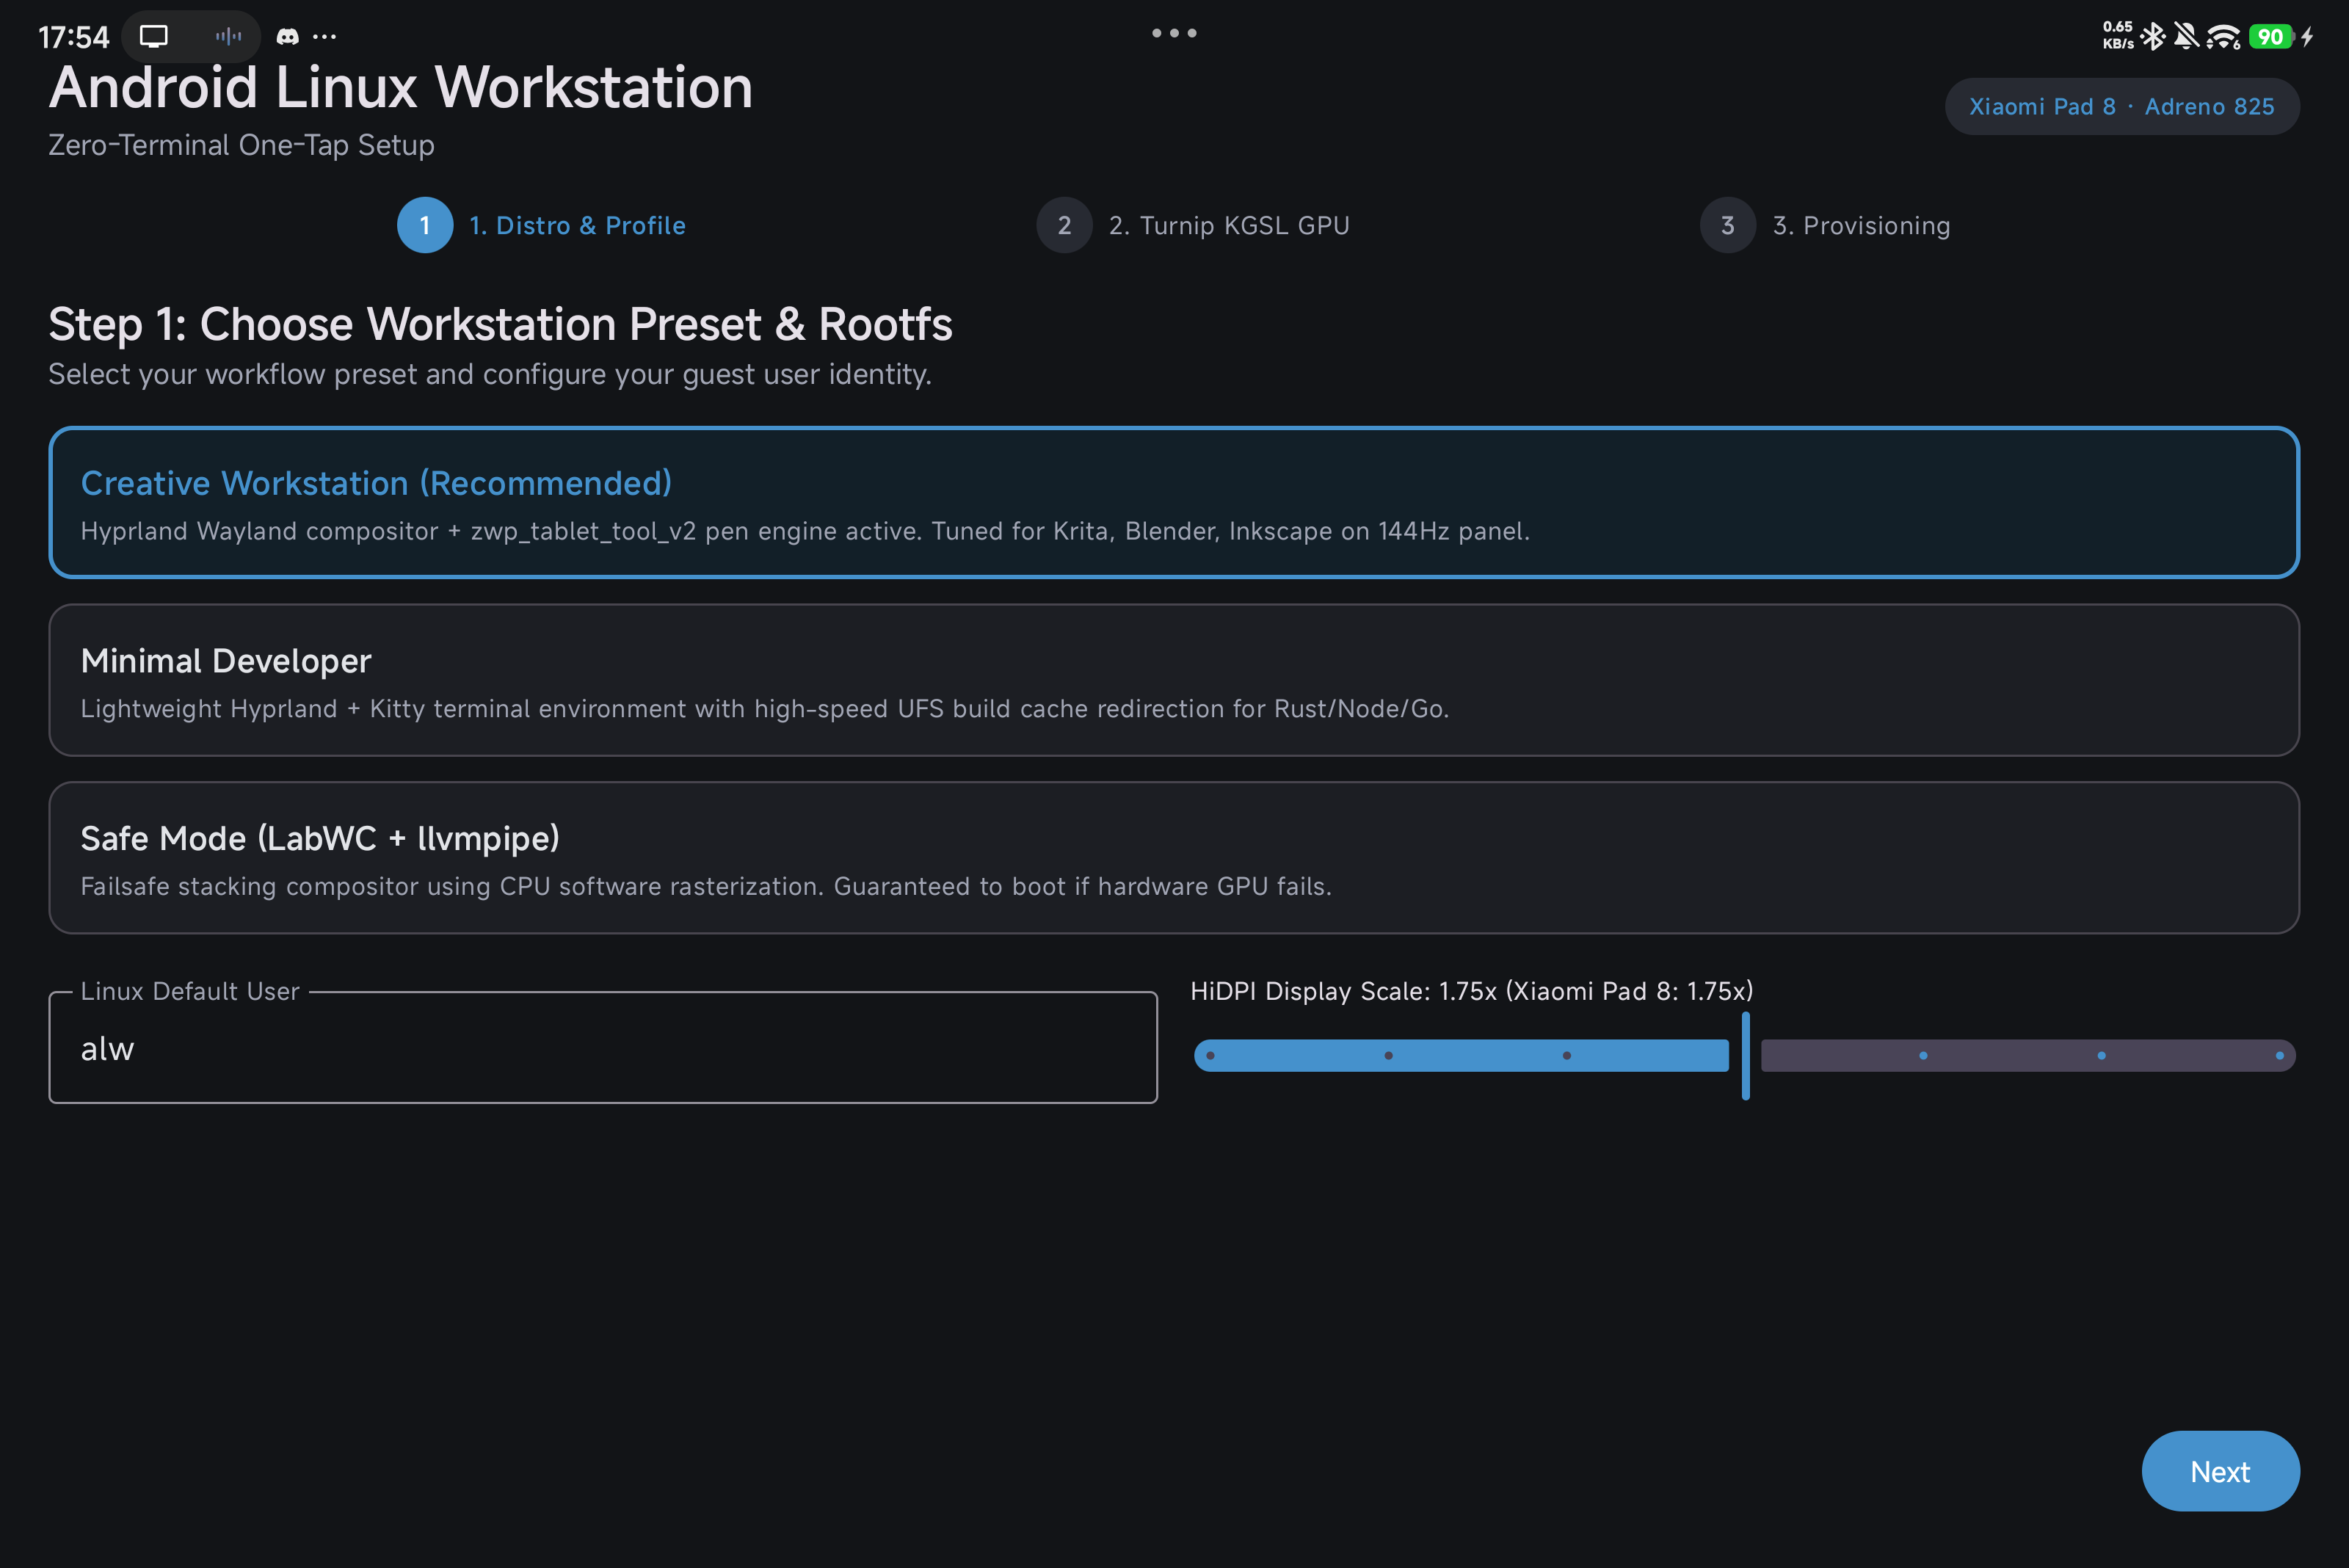 17:54
0.65
KB/s
6
90
Android Linux Workstation
Xiaomi Pad 8 · Adreno 825
Zero-Terminal One-Tap Setup
1 1. Distro & Profile
2 2. Turnip KGSL GPU
3 3. Provisioning
Step 1: Choose Workstation Preset & Rootfs
Select your workflow preset and configure your guest user identity.
Creative Workstation (Recommended)
Hyprland Wayland compositor + zwp_tablet_tool_v2 pen engine active. Tuned for Krita, Blender, Inkscape on 144Hz panel.
Minimal Developer
Lightweight Hyprland + Kitty terminal environment with high-speed UFS build cache redirection for Rust/Node/Go.
Safe Mode (LabWC + llvmpipe)
Failsafe stacking compositor using CPU software rasterization. Guaranteed to boot if hardware GPU fails.
Linux Default User
alw
HiDPI Display Scale: 1.75x (Xiaomi Pad 8: 1.75x)
Next